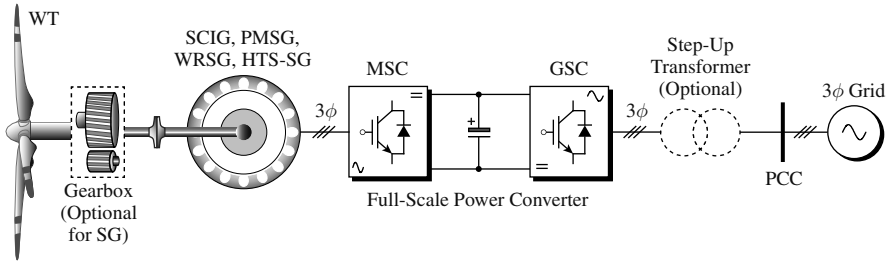 WT
SCIG, PMSG,
WRSG, HTS-SG
MSC
GSC
Step-Up
Transformer
(Optional)
3ϕ Grid
3ϕ
3ϕ
+
Gearbox
(Optional
for SG)
Full-Scale Power Converter
PCC